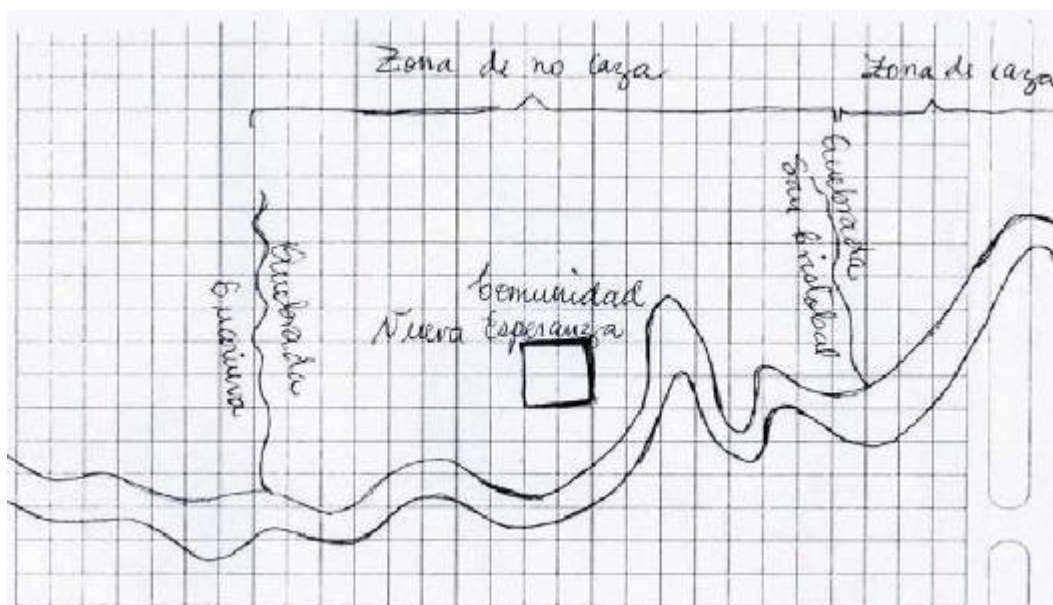 Zona de no caza
Zona de caza
Quebrada
San Cristobal
Quebrada
Comunidad
Nueva Esperanza